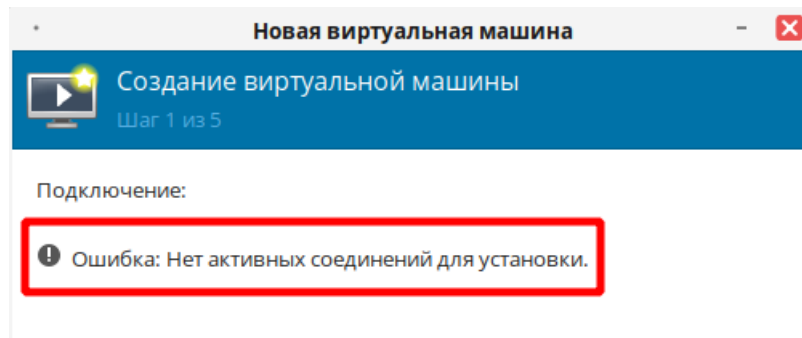 Новая виртуальная машина
Создание виртуальной машины
Шаг 1 из 5
Подключение:
Ошибка: Нет активных соединений для установки.